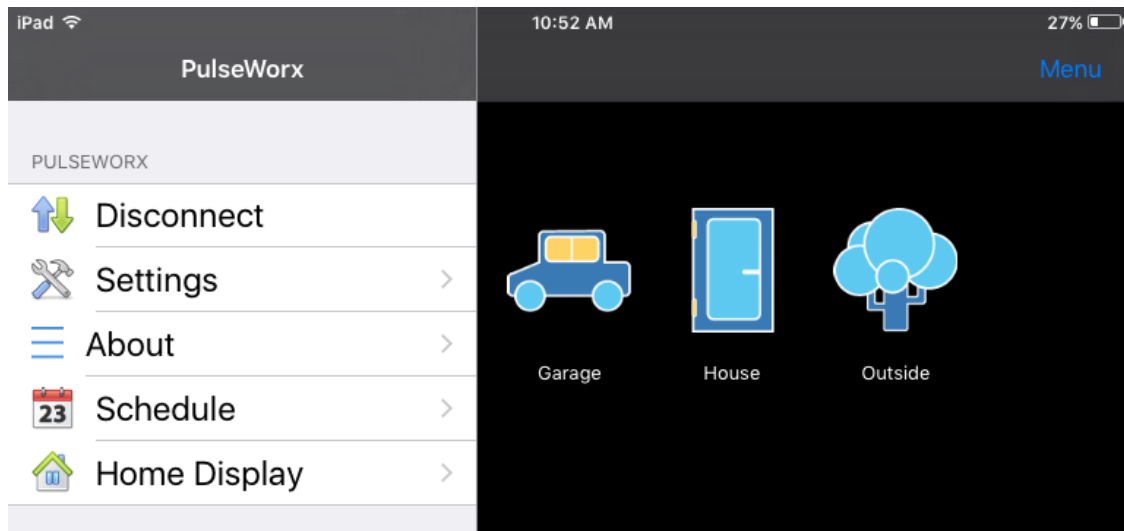 iPad 10:52 AM 27%
PulseWorx Menu
PULSEWORX
Disconnect
Settings
About
23 Schedule
Home Display
Garage House Outside